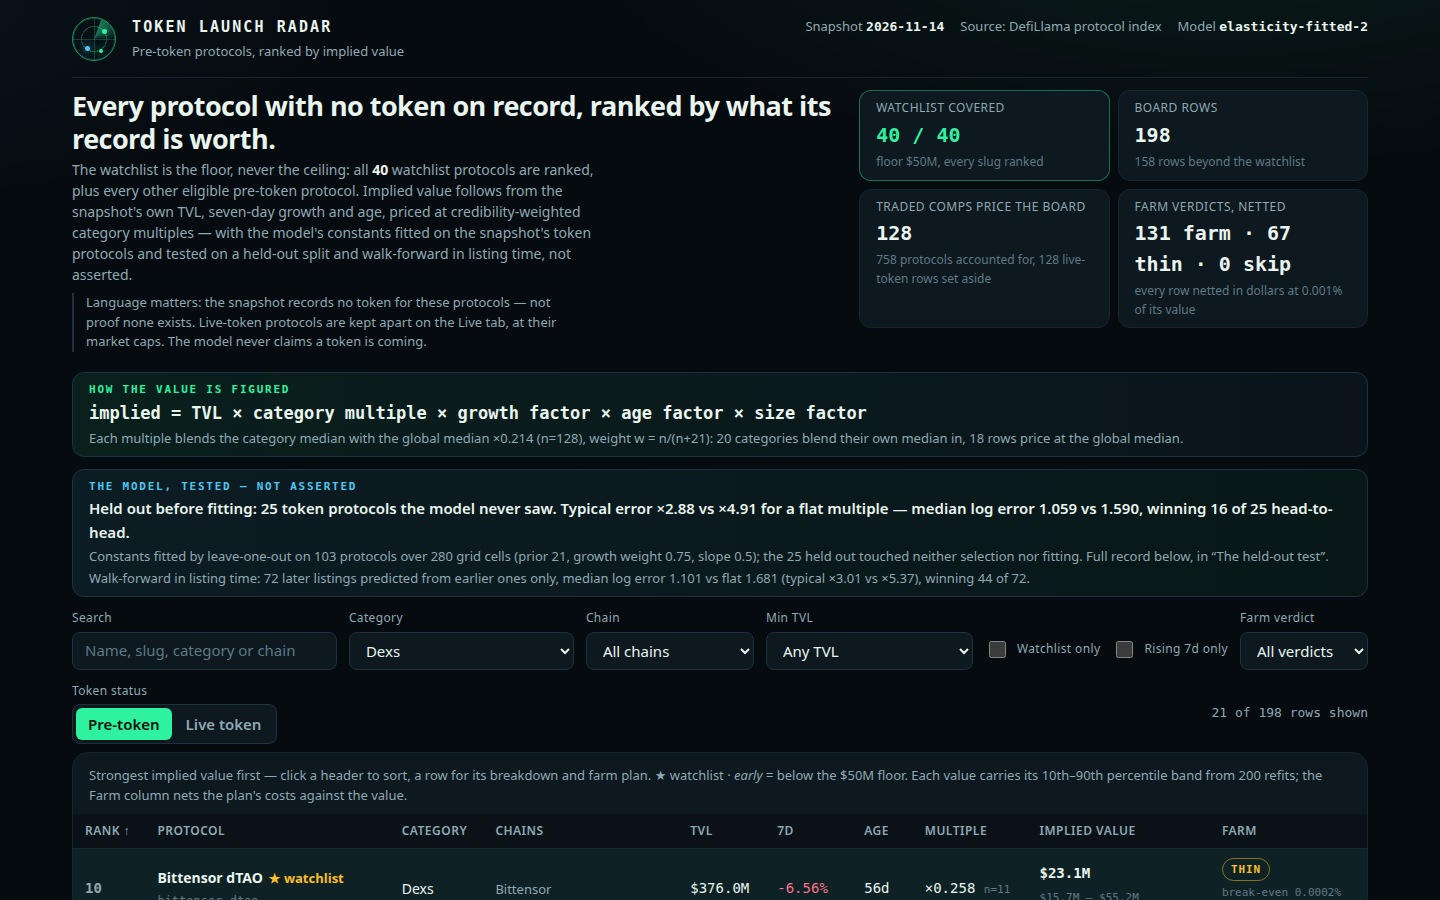 TOKEN LAUNCH RADAR
Pre-token protocols, ranked by implied value
Snapshot 2026-11-14 Source: DefiLlama protocol index Model elasticity-fitted-2
Every protocol with no token on record, ranked by what its
record is worth.
The watchlist is the floor, never the ceiling: all 40 watchlist protocols are ranked,
plus every other eligible pre-token protocol. Implied value follows from the
snapshot's own TVL, seven-day growth and age, priced at credibility-weighted
category multiples — with the model's constants fitted on the snapshot's token
protocols and tested on a held-out split and walk-forward in listing time, not
asserted.
Language matters: the snapshot records no token for these protocols — not
proof none exists. Live-token protocols are kept apart on the Live tab, at their
market caps. The model never claims a token is coming.
WATCHLIST COVERED
40 / 40
floor $50M, every slug ranked
BOARD ROWS
198
158 rows beyond the watchlist
TRADED COMPS PRICE THE BOARD
128
758 protocols accounted for, 128 live-
token rows set aside
FARM VERDICTS, NETTED
131 farm · 67
thin · 0 skip
every row netted in dollars at 0.001%
of its value
HOW THE VALUE IS FIGURED
implied = TVL × category multiple × growth factor × age factor × size factor
Each multiple blends the category median with the global median ×0.214 (n=128), weight w = n/(n+21): 20 categories blend their own median in, 18 rows price at the global median.
THE MODEL, TESTED — NOT ASSERTED
Held out before fitting: 25 token protocols the model never saw. Typical error ×2.88 vs ×4.91 for a flat multiple — median log error 1.059 vs 1.590, winning 16 of 25 head-to-
head.
Constants fitted by leave-one-out on 103 protocols over 280 grid cells (prior 21, growth weight 0.75, slope 0.5); the 25 held out touched neither selection nor fitting. Full record below, in “The held-out test”.
Walk-forward in listing time: 72 later listings predicted from earlier ones only, median log error 1.101 vs flat 1.681 (typical ×3.01 vs ×5.37), winning 44 of 72.
Search Category Chain Min TVL Farm verdict
Name, slug, category or chain Dexs All chains Any TVL Watchlist only Rising 7d only All verdicts
Token status
Pre-token Live token
21 of 198 rows shown
Strongest implied value first — click a header to sort, a row for its breakdown and farm plan. ★ watchlist · early = below the $50M floor. Each value carries its 10th–90th percentile band from 200 refits; the
Farm column nets the plan's costs against the value.
RANK ↑ PROTOCOL CATEGORY CHAINS TVL 7D AGE MULTIPLE IMPLIED VALUE FARM
10 Bittensor dTAO ★ watchlist Dexs Bittensor $376.0M -6.56% 56d ×0.258 n=11 $23.1M THIN
bittensor-dtao $15.7M — $55.2M break-even 0.0002%